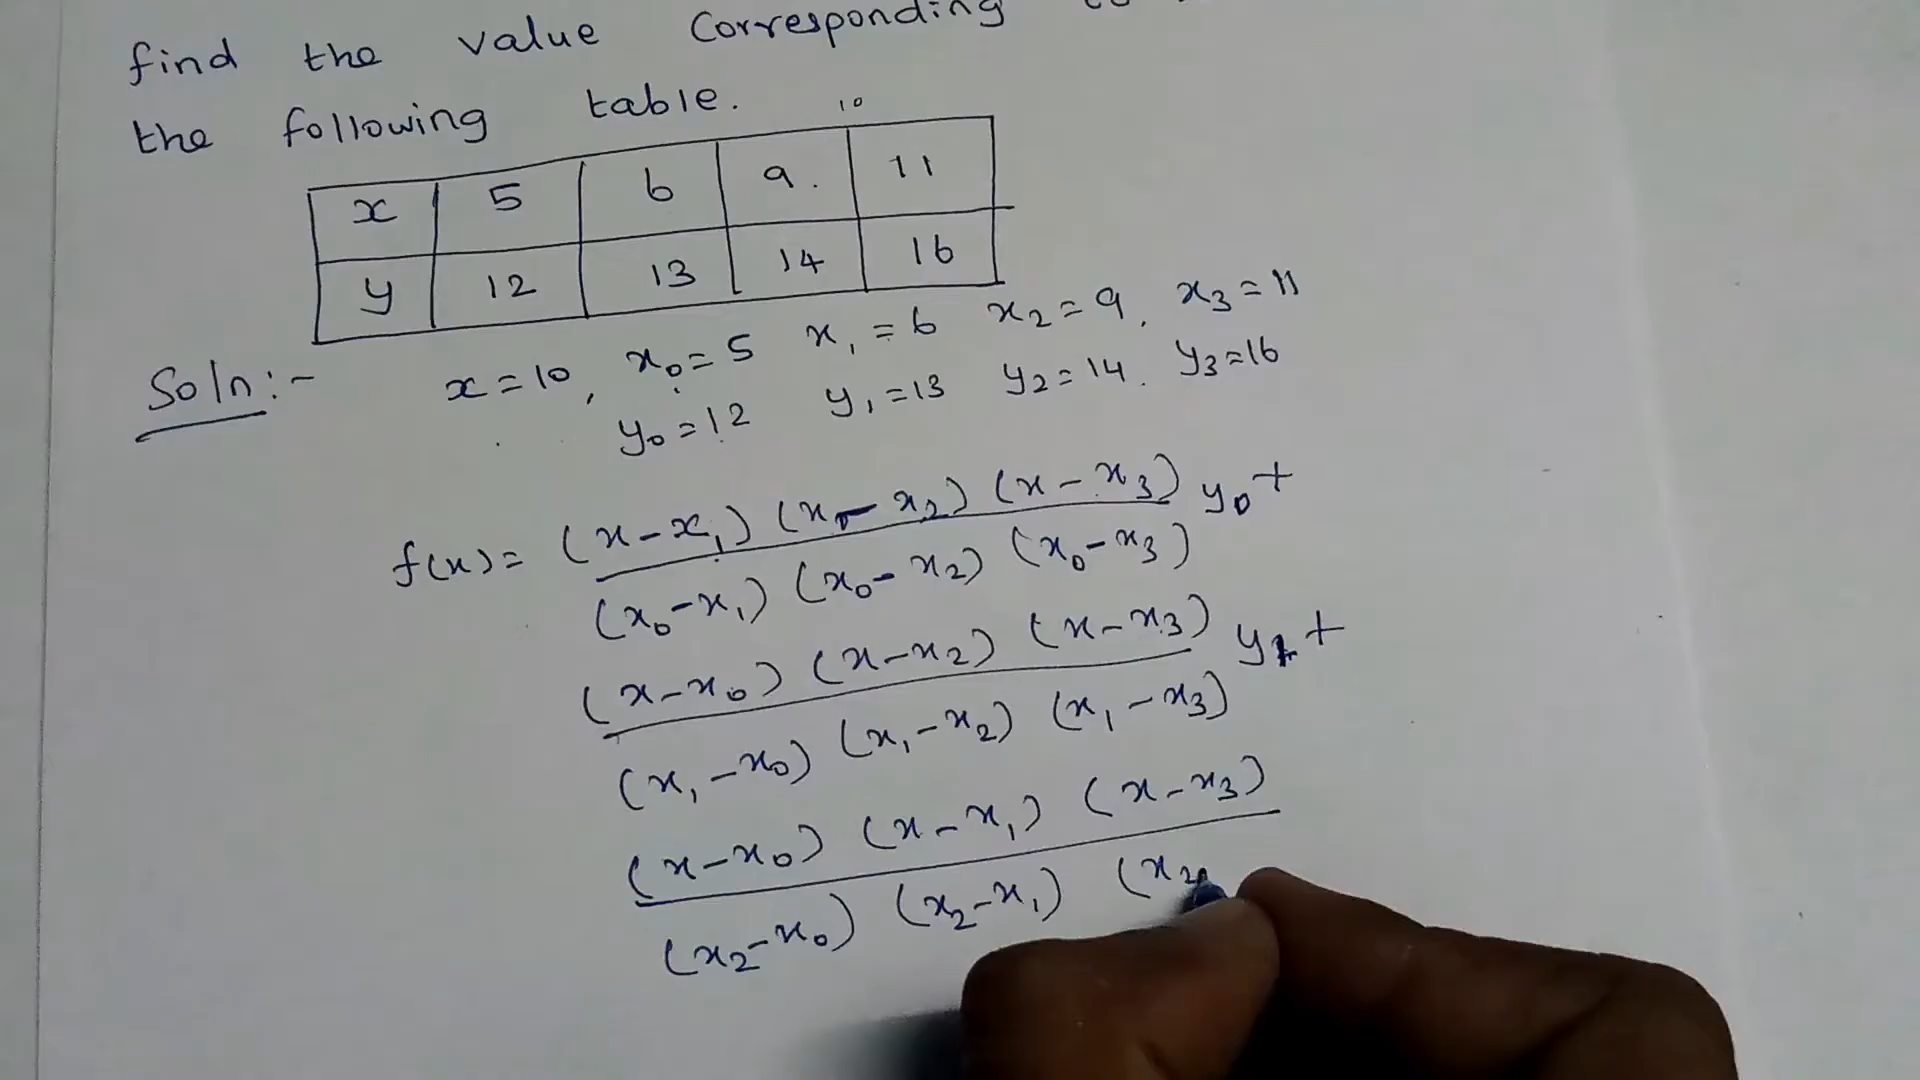 find the value Corresponding
the following table.
10
x 5 6 9. 11
y 12 13 14 16
Soln:- x=10, x₀=5 x₁=6 x₂=9, x₃=11
y₀=12 y₁=13 y₂=14. y₃=16
f(x)= (x-x₁) (x-x₂) (x-x₃) y₀+
(x₀-x₁) (x₀-x₂) (x₀-x₃)
(x-x₀) (x-x₂) (x-x₃) y₁+
(x₁-x₀) (x₁-x₂) (x₁-x₃)
(x-x₀) (x-x₁) (x-x₃)
(x₂-x₀) (x₂-x₁) (x₂